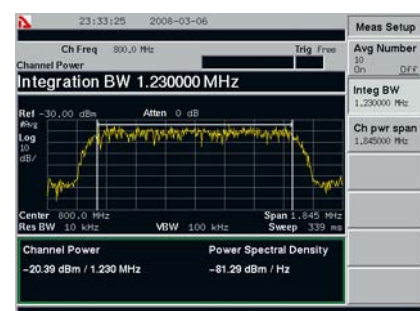 23:33:25 2008-03-06
Meas Setup
Ch Freq 800.0 MHz Trig Free
Channel Power
Avg Number
10
On Off
Integration BW 1.230000 MHz
Integ BW
1.230000 MHz
Ref -30.00 dBm Atten 0 dB
#Avg
Log
10
dB/
Ch pwr span
1.845000 MHz
Center 800.0 MHz Span 1.845 MHz
Res BW 10 kHz VBW 100 kHz Sweep 339 ms
Channel Power Power Spectral Density
-20.39 dBm / 1.230 MHz -81.29 dBm / Hz